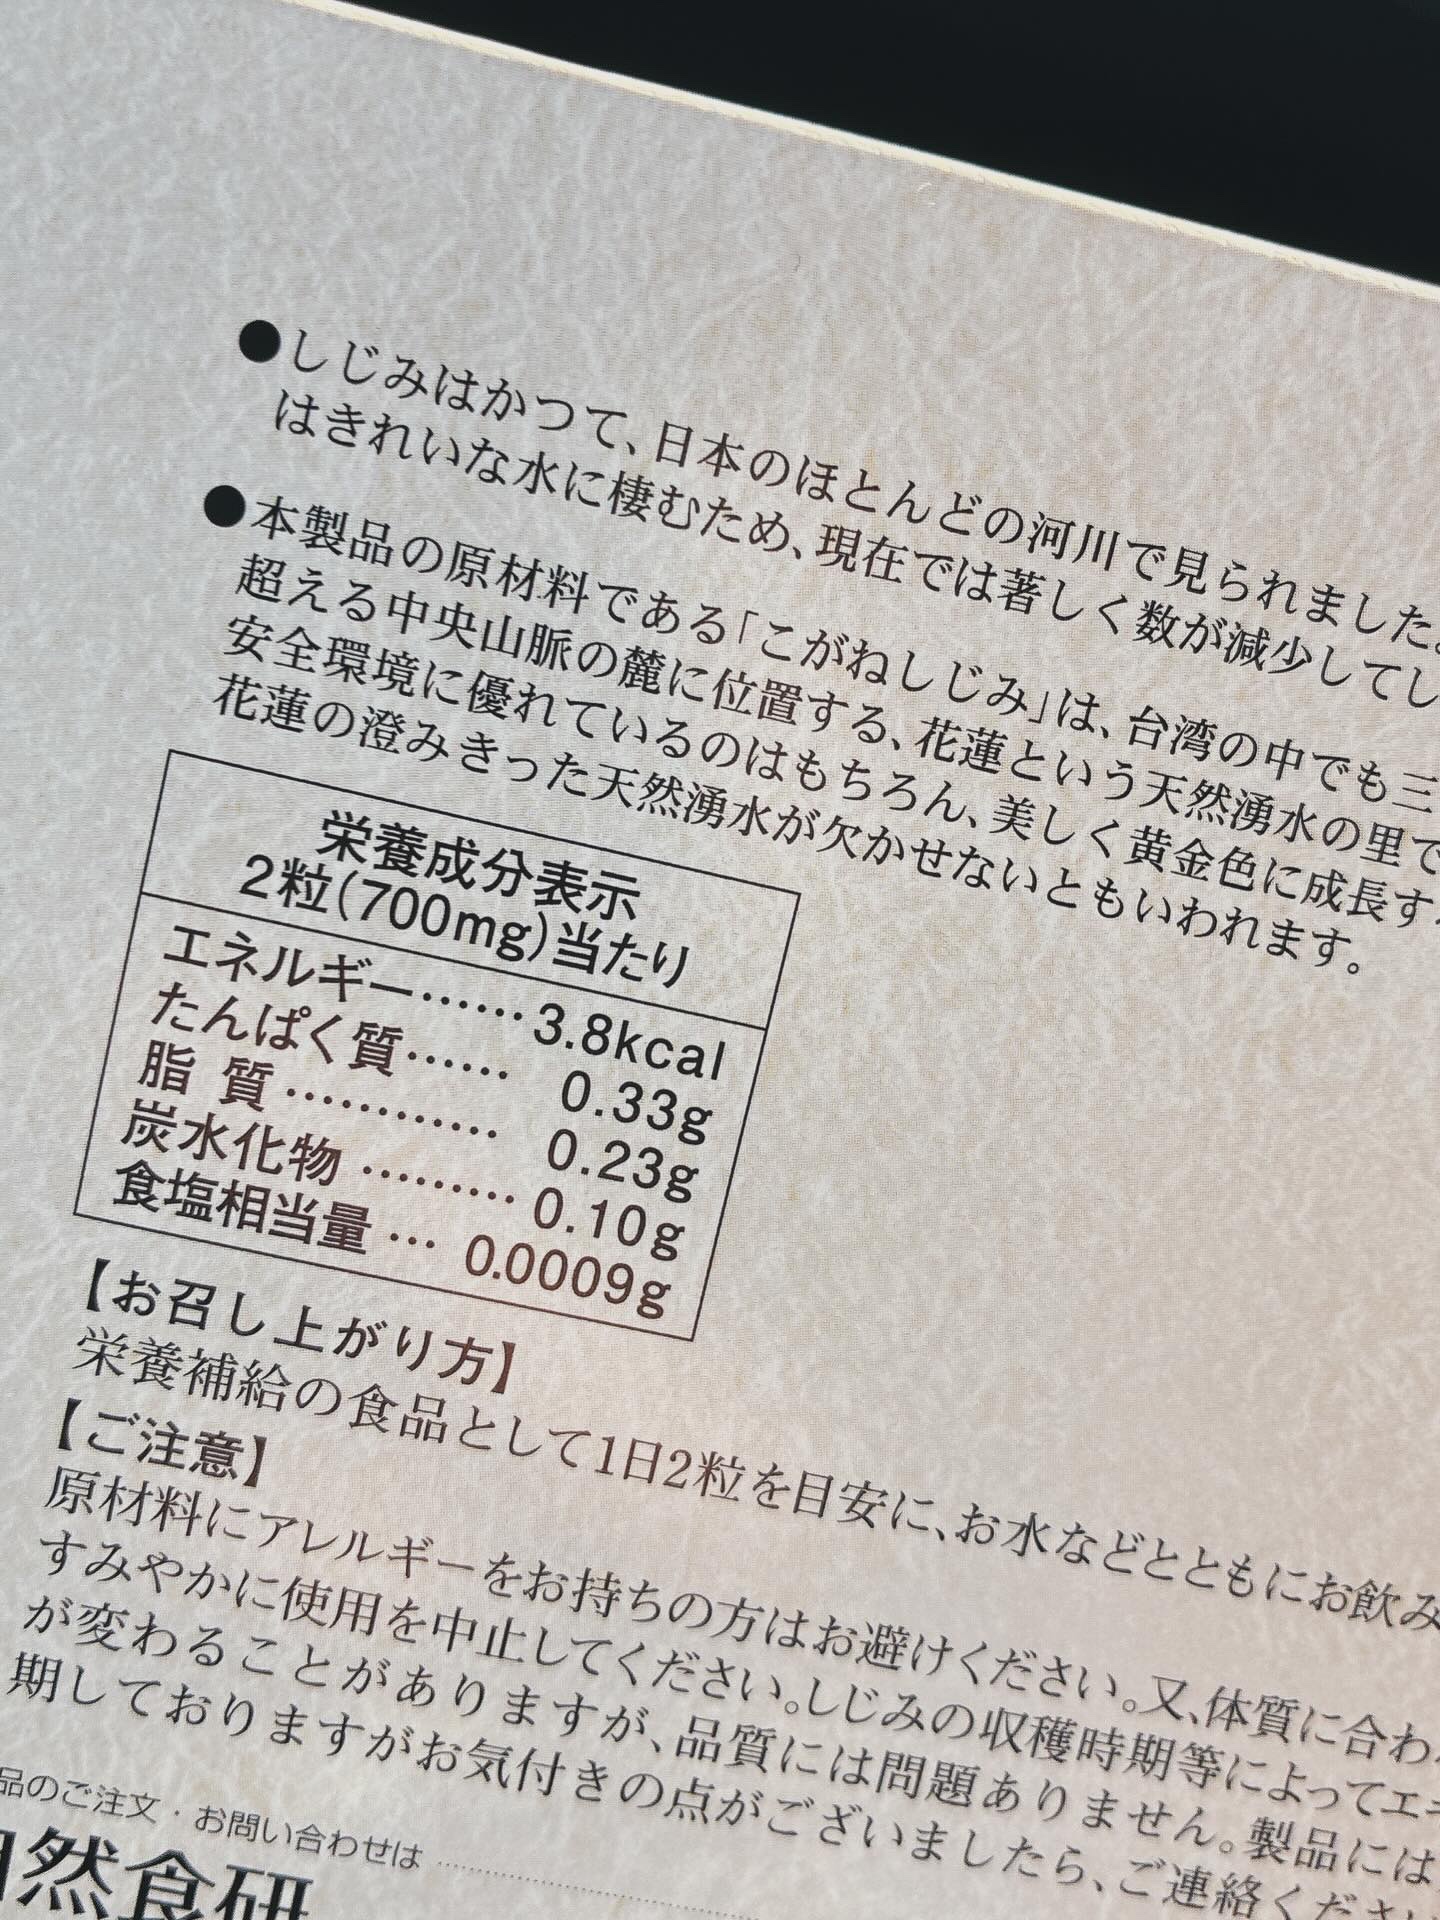 ●しじみはかつて、日本のほとんどの河川で見られました。
はきれいな水に棲むため、現在では著しく数が減少してし
●本製品の原材料である「こがねしじみ」は、台湾の中でも三
超える中央山脈の麓に位置する、花蓮という天然湧水の里で
安全環境に優れているのはもちろん、美しく黄金色に成長す
花蓮の澄みきった天然湧水が欠かせないともいわれます。
栄養成分表示
2粒(700mg)当たり
エネルギー……3.8kcal
たんぱく質…… 0.33g
脂 質………… 0.23g
炭水化物 ……… 0.10g
食塩相当量 … 0.0009g
【お召し上がり方】
栄養補給の食品として1日2粒を目安に、お水などとともにお飲み
【ご注意】
原材料にアレルギーをお持ちの方はお避けください。又、体質に合わ
すみやかに使用を中止してください。しじみの収穫時期等によってエキ
が変わることがありますが、品質には問題ありません。製品には
期しておりますがお気付きの点がございましたら、ご連絡ください
品のご注文・お問い合わせは
然食研